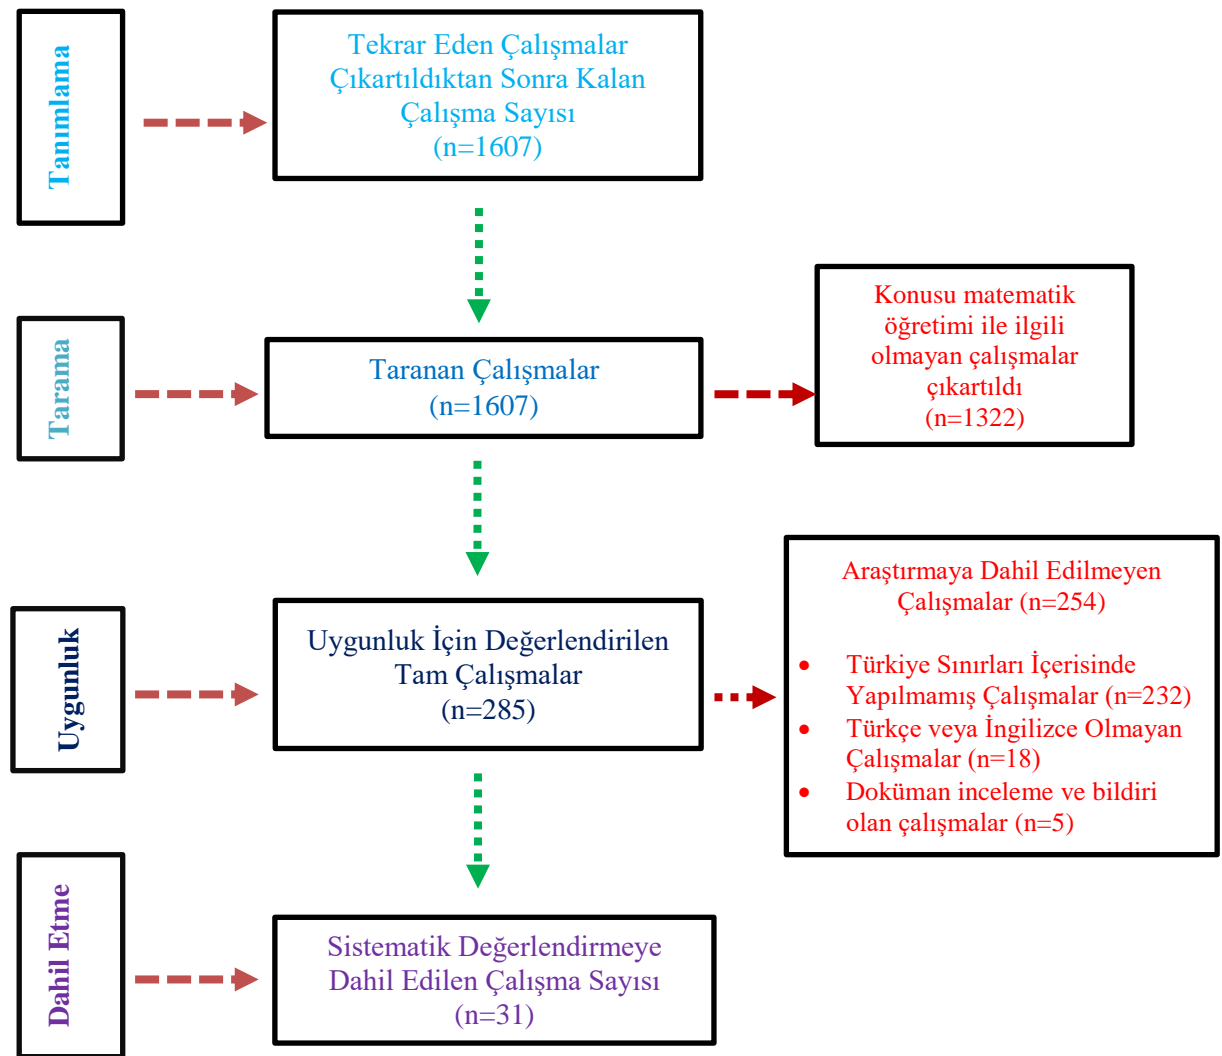 Tanımlama
Tekrar Eden Çalışmalar
Çıkartıldıktan Sonra Kalan
Çalışma Sayısı
(n=1607)
Tarama
Taranan Çalışmalar
(n=1607)
Konusu matematik
öğretimi ile ilgili
olmayan çalışmalar
çıkartıldı
(n=1322)
Uygunluk
Uygunluk İçin Değerlendirilen
Tam Çalışmalar
(n=285)
Araştırmaya Dahil Edilmeyen
Çalışmalar (n=254)
• Türkiye Sınırları İçerisinde
Yapılmamış Çalışmalar (n=232)
• Türkçe veya İngilizce Olmayan
Çalışmalar (n=18)
• Doküman inceleme ve bildiri
olan çalışmalar (n=5)
Dahil Etme
Sistematik Değerlendirmeye
Dahil Edilen Çalışma Sayısı
(n=31)